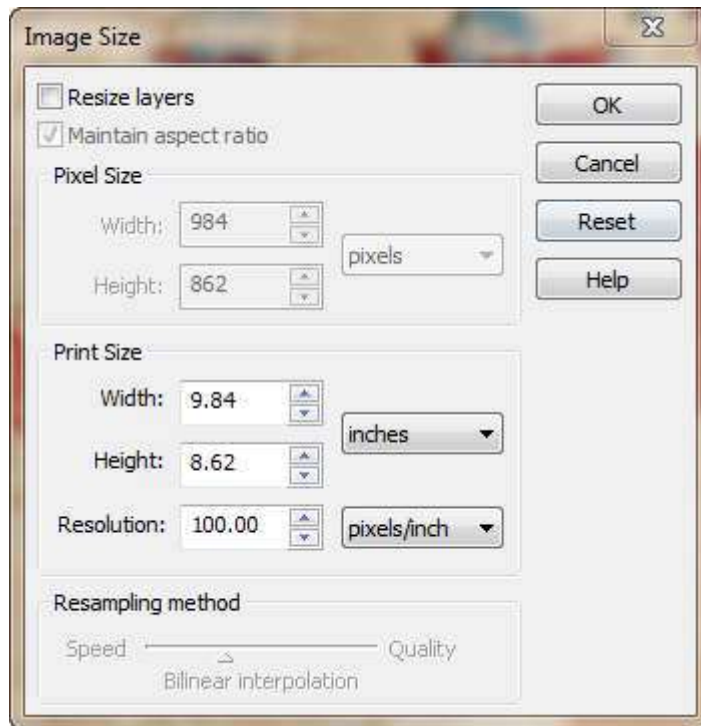 Image Size
Resize layers
OK
Maintain aspect ratio
Cancel
Pixel Size
Width: 984
Reset
pixels
Height: 862
Help
Print Size
Width: 9.84
inches
Height: 8.62
Resolution: 100.00 pixels/inch
Resampling method
Speed Quality
Bilinear interpolation